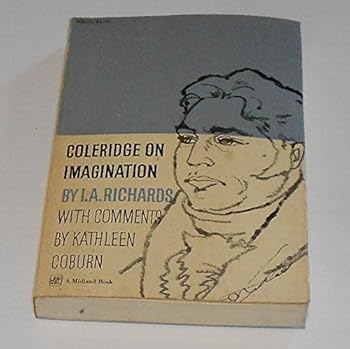 COLERIDGE ON
IMAGINATION
BY I.A. RICHARDS
WITH COMMENTS
BY KATHLEEN
COBURN
A Midland Book